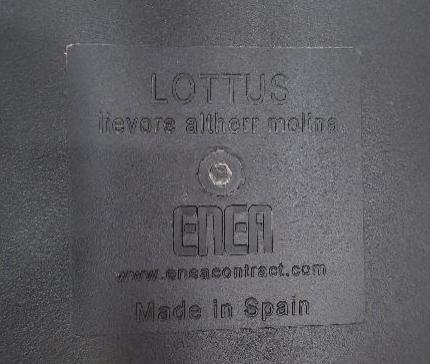 LOTTUS
lievore altherr molina
ENEA
www.eneacontract.com
Made in Spain